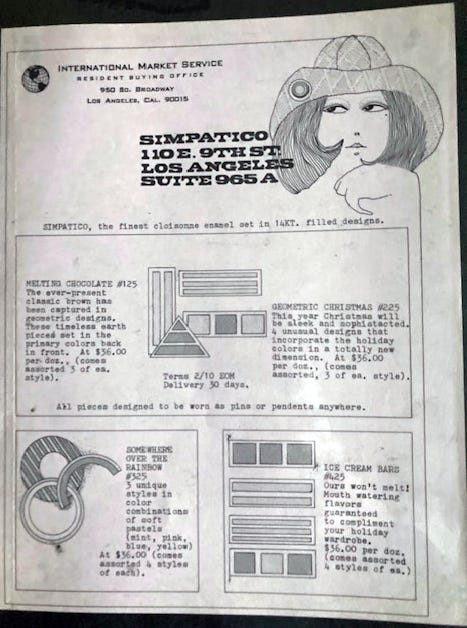 INTERNATIONAL MARKET SERVICE
RESIDENT BUYING OFFICE
950 SO. BROADWAY
LOS ANGELES, CAL. 90015
SIMPATICO
110 E. 9TH ST.
LOS ANGELES
SUITE 965 A
SIMPATICO, the finest cloisonne enamel set in 14KT. filled designs.
MELTING CHOCOLATE #125
The ever-present
classic brown has
been captured in
geometric designs.
These timeless earth
pieces set in the
primary colors back
in front. At $36.00
per doz., (comes
assorted 3 of ea.
style).
GEOMETRIC CHRISTMAS #225
This year Christmas will
be sleek and sophistacted.
4 unusual designs that
incorporate the holiday
colors in a totally new
dimension. At $36.00
per doz., (comes
assorted, 3 of ea. style).
Terms 2/10 EOM
Delivery 30 days.
All pieces designed to be worn as pins or pendents anywhere.
SOMEWHERE
OVER THE
RAINBOW
#325
3 unique
styles in
color
combinations
of soft
pastels
(mint, pink,
blue, yellow)
At $36.00 (comes
assorted 4 styles
of each).
ICE CREAM BARS
#425
Ours won't melt!
Mouth watering
flavors
guaranteed
to compliment
your holiday
wardrobe.
$36.00 per doz.
(comes assorted
4 styles of ea.)